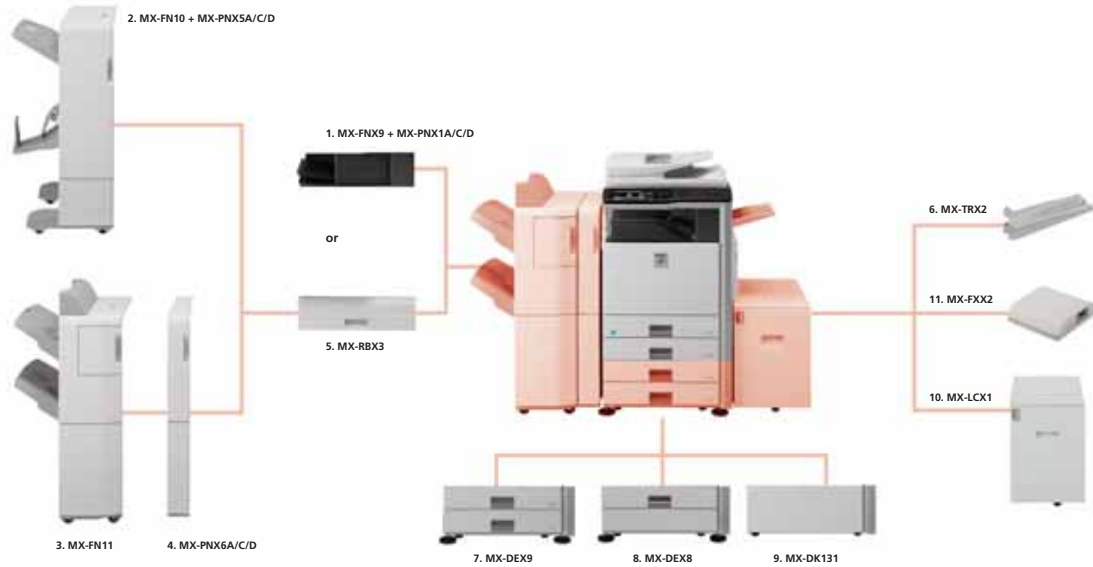 2. MX-FN10 + MX-PNX5A/C/D
1. MX-FNX9 + MX-PNX1A/C/D
or
5. MX-RBX3
3. MX-FN11
4. MX-PNX6A/C/D
6. MX-TRX2
11. MX-FXX2
10. MX-LCX1
7. MX-DEX9
8. MX-DEX8
9. MX-DK131